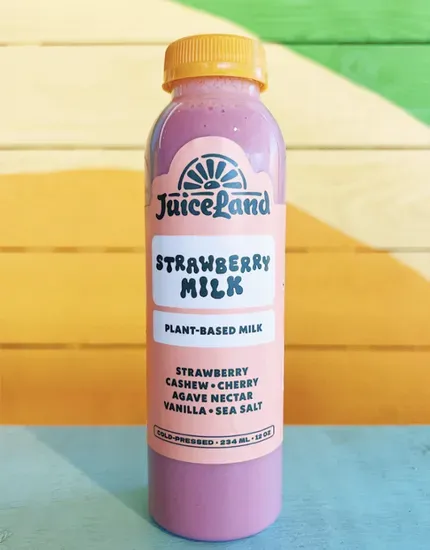 JuiceLand
STRAWBERRY
MILK
PLANT-BASED MILK
STRAWBERRY
CASHEW • CHERRY
AGAVE NECTAR
VANILLA • SEA SALT
COLD-PRESSED • 234 ML • 12 OZ